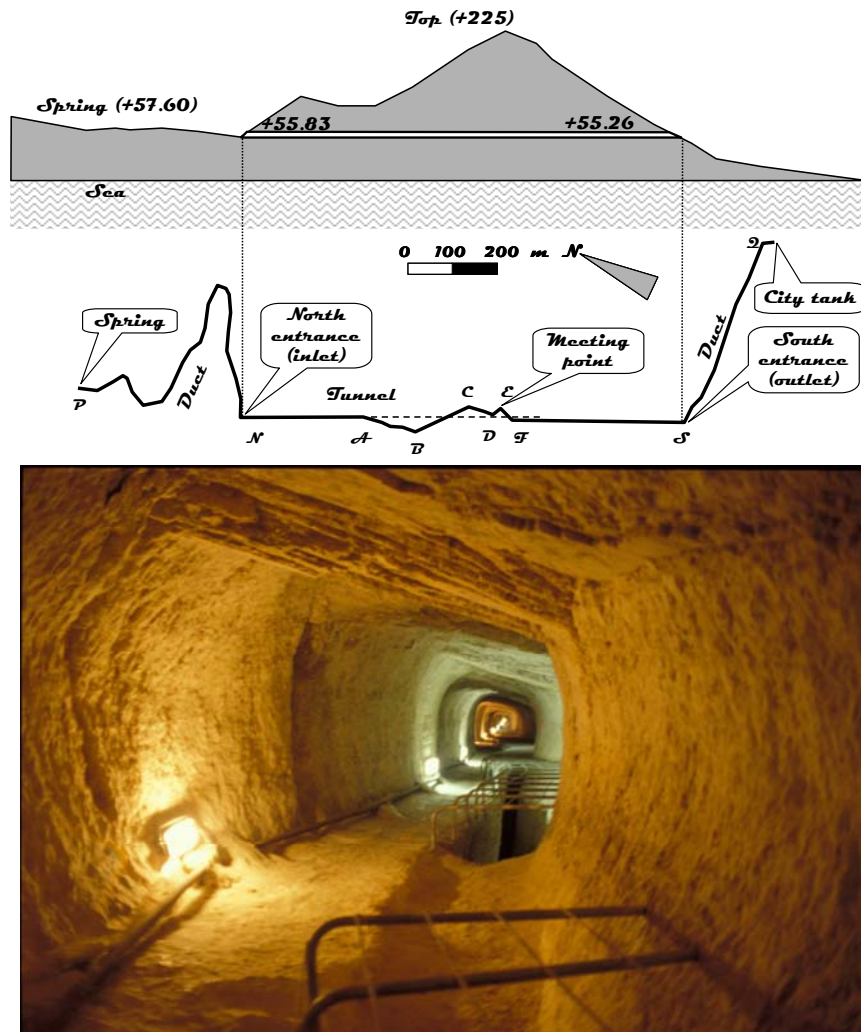 Top (+225)
Spring (+57.60)
+55.83
+55.26
Sea
0 100 200 m N
Spring
North
entrance
(inlet)
Duct
Tunnel
Meeting
point
Duct
Q
City tank
South
entrance
(outlet)
P
N
A
B
C
D
E
F
S